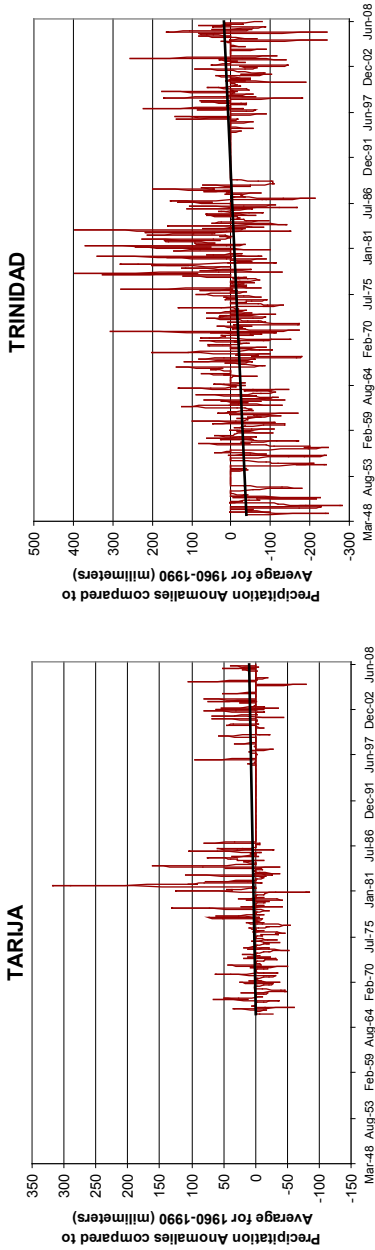 TARIJA
Precipitation Anomalies compared to
Average for 1960-1990 (milimeters)
350
300
250
200
150
100
50
0
-50
-100
-150
Mar-48 Aug-53 Feb-59 Aug-64 Feb-70 Jul-75 Jan-81 Jul-86 Dec-91 Jun-97 Dec-02 Jun-08
TRINIDAD
Precipitation Anomalies compared to
Average for 1960-1990 (milimeters)
500
400
300
200
100
0
-100
-200
-300
Mar-48 Aug-53 Feb-59 Aug-64 Feb-70 Jul-75 Jan-81 Jul-86 Dec-91 Jun-97 Dec-02 Jun-08